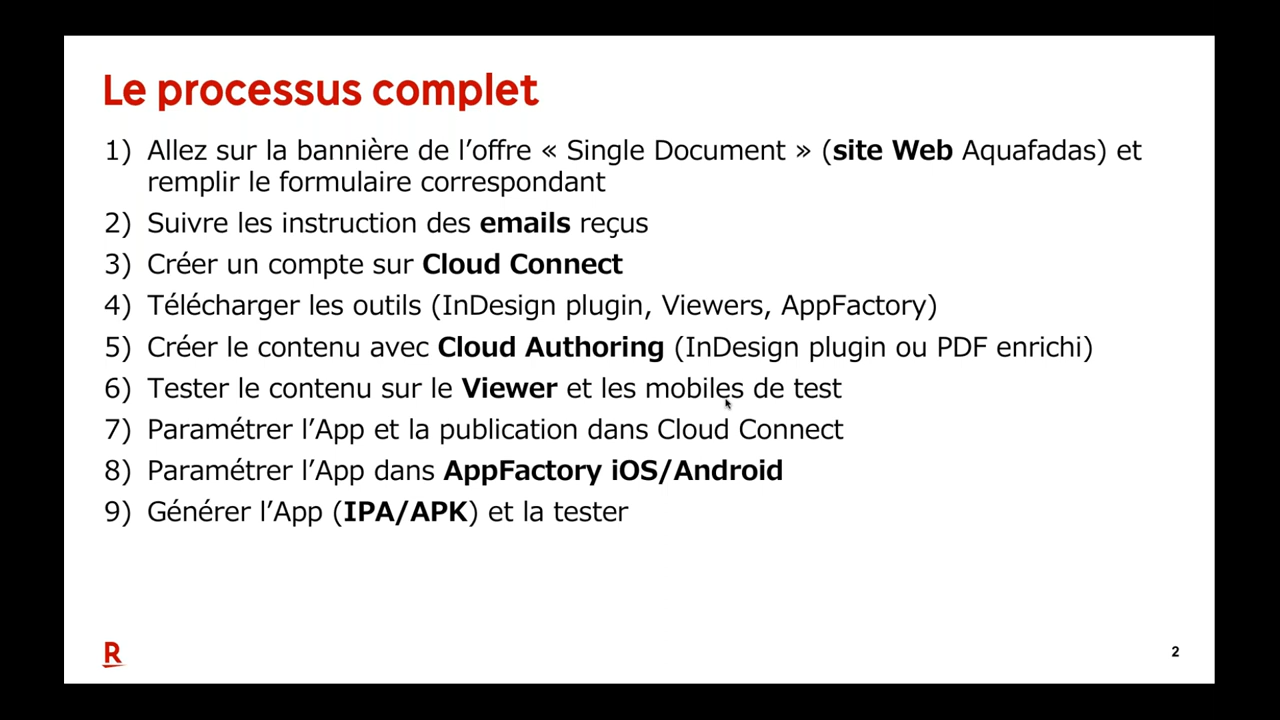 Le processus complet
1) Allez sur la bannière de l’offre « Single Document » (site Web Aquafadas) et
remplir le formulaire correspondant
2) Suivre les instruction des emails reçus
3) Créer un compte sur Cloud Connect
4) Télécharger les outils (InDesign plugin, Viewers, AppFactory)
5) Créer le contenu avec Cloud Authoring (InDesign plugin ou PDF enrichi)
6) Tester le contenu sur le Viewer et les mobiles de test
7) Paramétrer l’App et la publication dans Cloud Connect
8) Paramétrer l’App dans AppFactory iOS/Android
9) Générer l’App (IPA/APK) et la tester
R
2